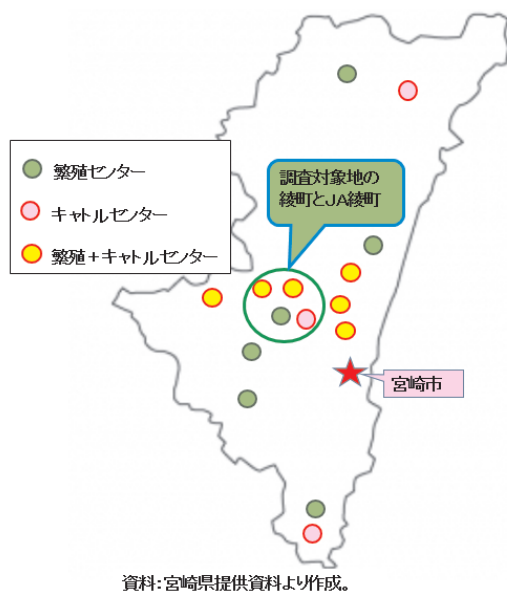 繁殖センター
キャトルセンター
繁殖+キャトルセンター
調査対象地の
綾町とJA綾町
宮崎市
資料:宮崎県提供資料より作成。